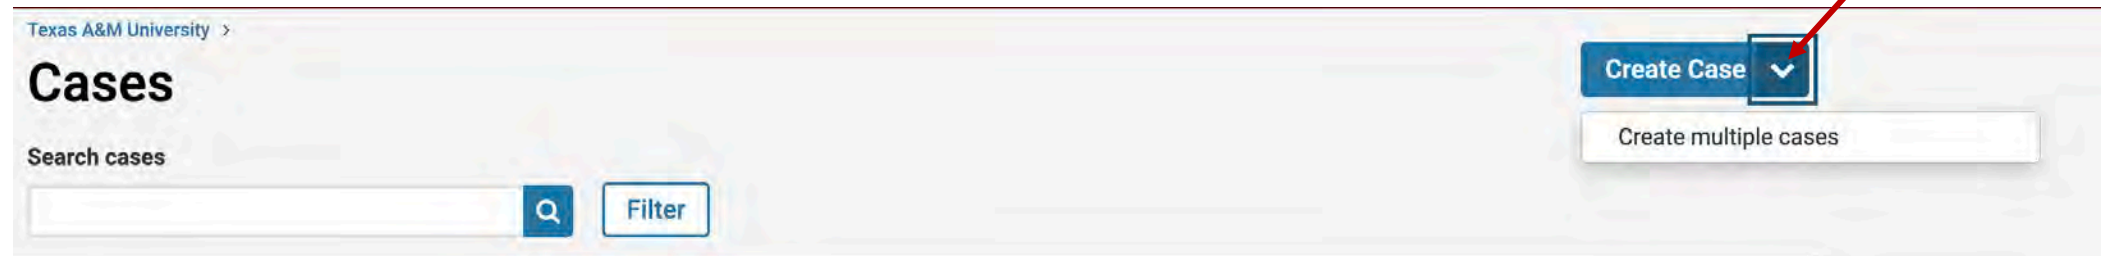 Texas A&M University >
Cases
Create Case
Create multiple cases
Search cases
Filter